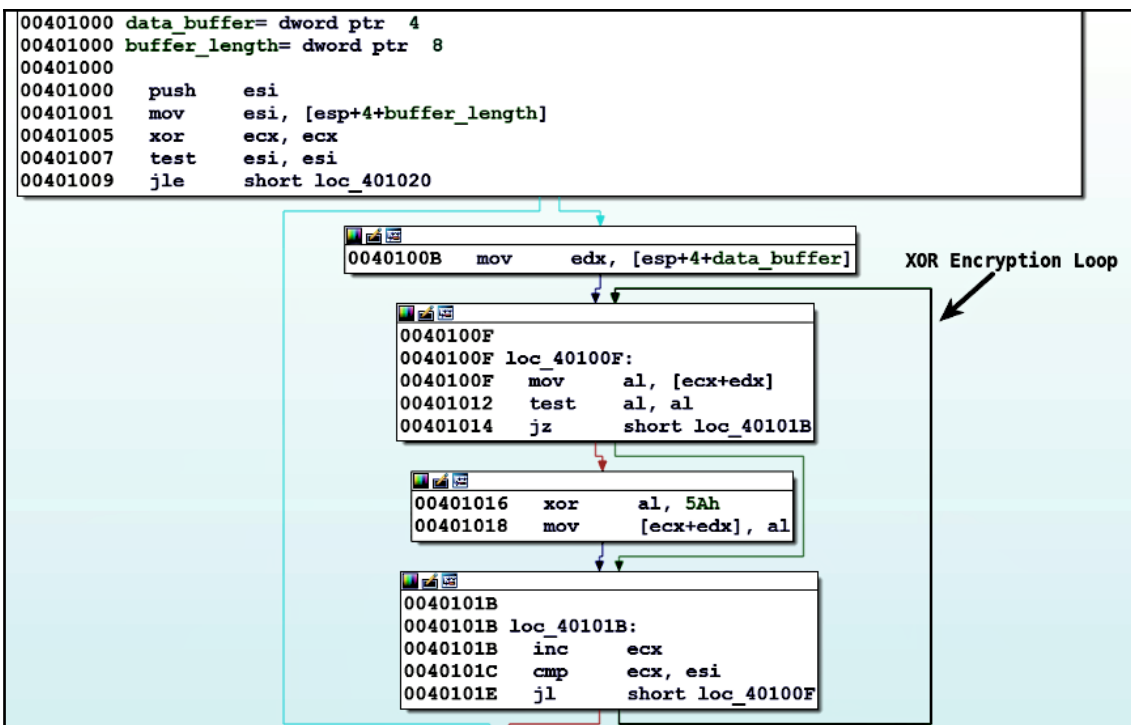 00401000 data_buffer= dword ptr  4
00401000 buffer_length= dword ptr  8
00401000
00401000   push    esi
00401001   mov     esi, [esp+4+buffer_length]
00401005   xor     ecx, ecx
00401007   test    esi, esi
00401009   jle     short loc_401020
0040100B   mov     edx, [esp+4+data_buffer]
XOR Encryption Loop
0040100F
0040100F loc_40100F:
0040100F   mov     al, [ecx+edx]
00401012   test    al, al
00401014   jz      short loc_40101B
00401016   xor     al, 5Ah
00401018   mov     [ecx+edx], al
0040101B
0040101B loc_40101B:
0040101B   inc     ecx
0040101C   cmp     ecx, esi
0040101E   jl      short loc_40100F